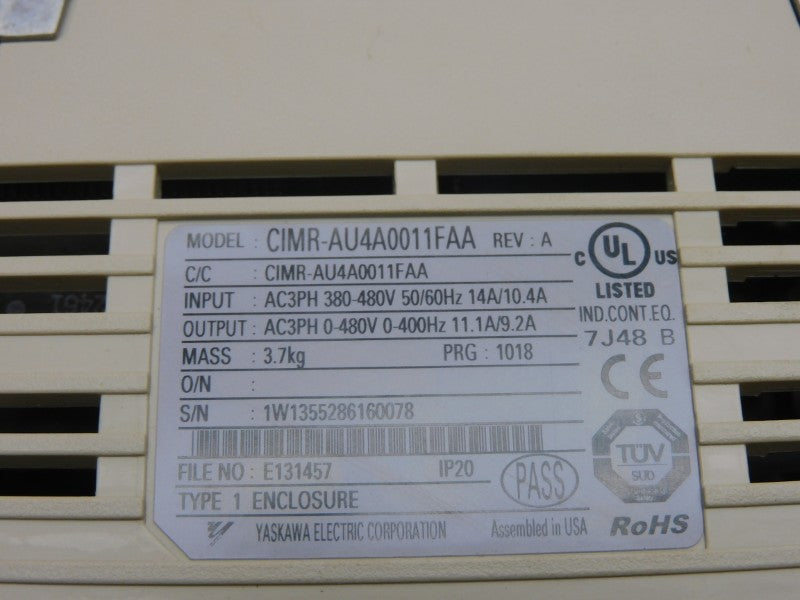 MODEL : CIMR-AU4A0011FAA REV : A
C/C : CIMR-AU4A0011FAA
INPUT : AC3PH 380-480V 50/60Hz 14A/10.4A
OUTPUT : AC3PH 0-480V 0-400Hz 11.1A/9.2A
MASS : 3.7kg PRG : 1018
O/N :
S/N : 1W1355286160078
FILE NO : E131457 IP20
TYPE 1 ENCLOSURE
YASKAWA ELECTRIC CORPORATION Assembled in USA
PASS
C UL US
LISTED
IND.CONT.EQ.
7J48 B
CE
TÜV
SÜD
RoHS